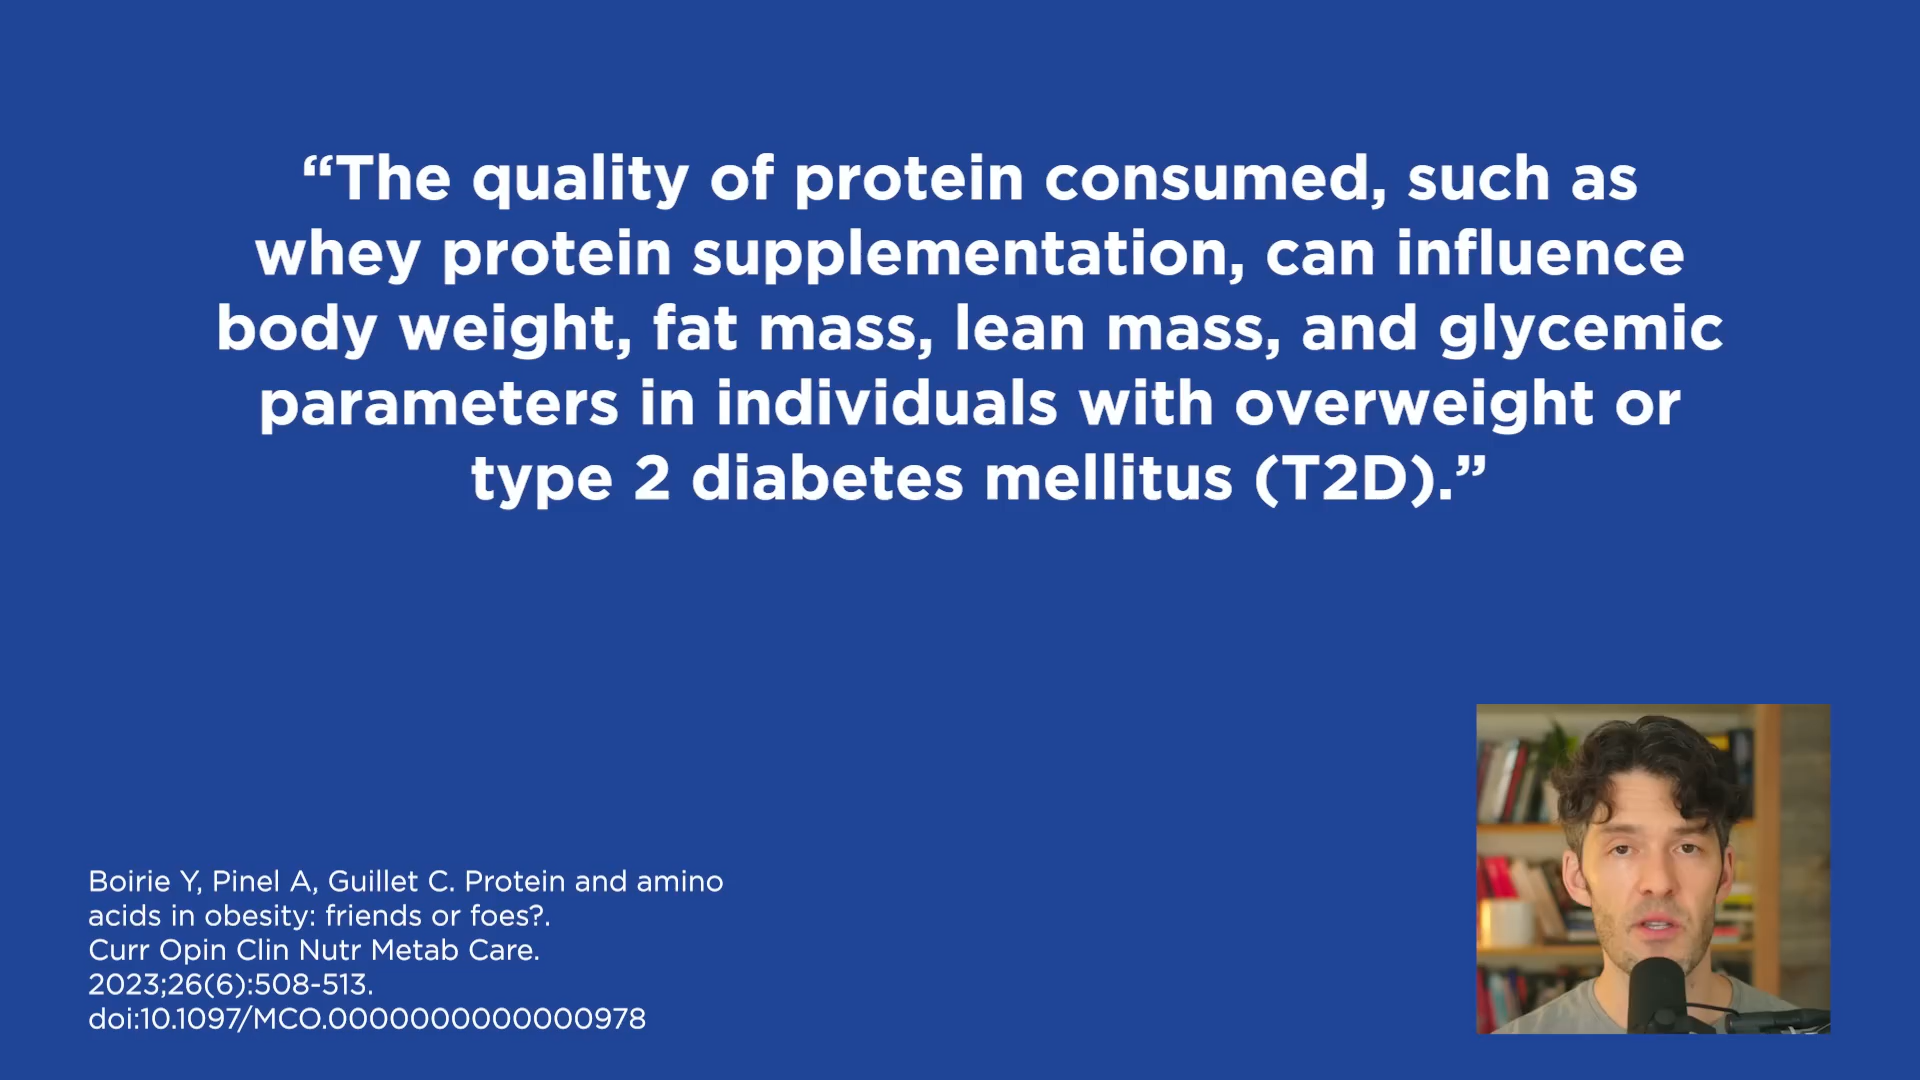 “The quality of protein consumed, such as
whey protein supplementation, can influence
body weight, fat mass, lean mass, and glycemic
parameters in individuals with overweight or
type 2 diabetes mellitus (T2D).”
Boirie Y, Pinel A, Guillet C. Protein and amino
acids in obesity: friends or foes?.
Curr Opin Clin Nutr Metab Care.
2023;26(6):508-513.
doi:10.1097/MCO.0000000000000978